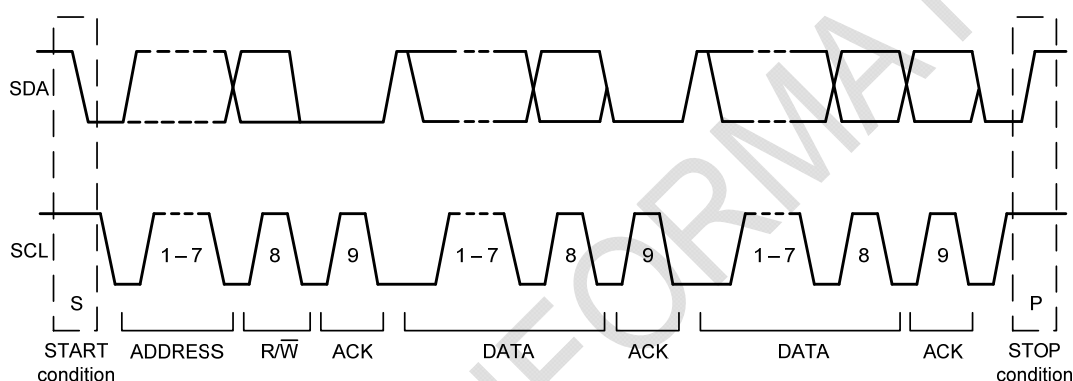 SDA
SCL
1–7
8
9
1–7
8
9
1–7
8
9
S
P
START
condition
ADDRESS
R/W̅
ACK
DATA
ACK
DATA
ACK
STOP
condition